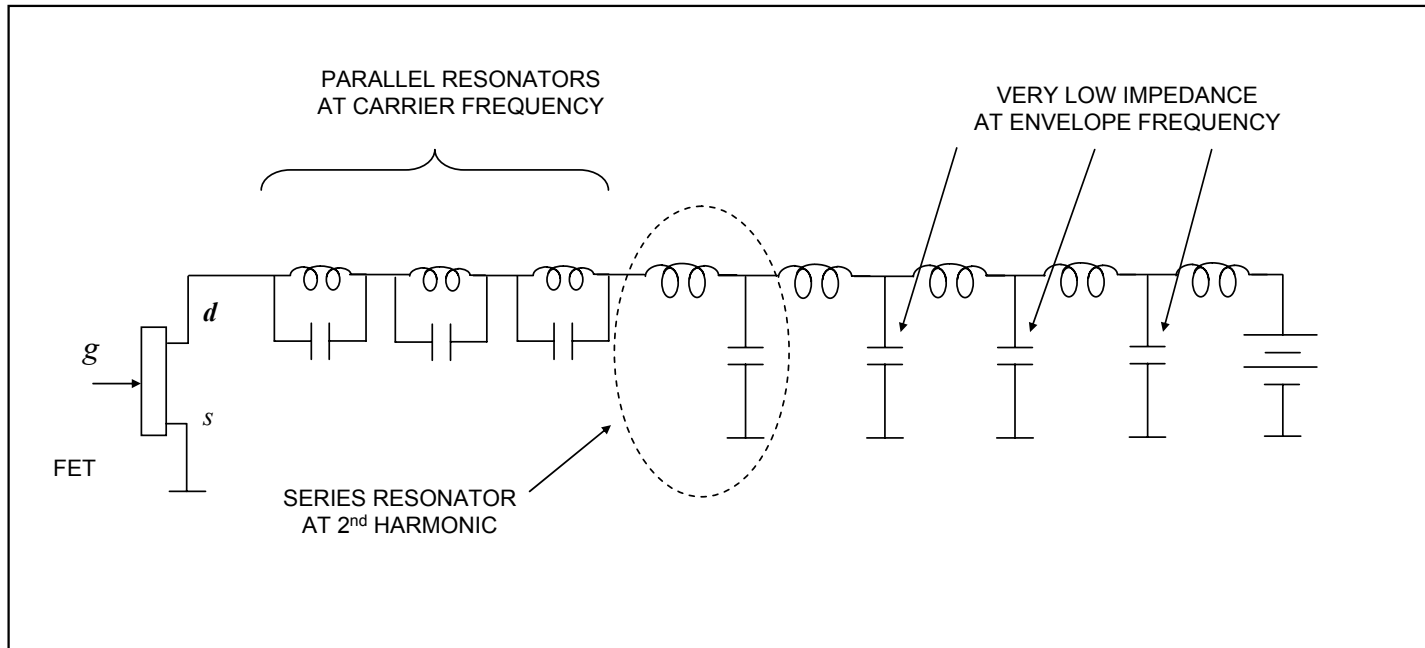 PARALLEL RESONATORS
AT CARRIER FREQUENCY
VERY LOW IMPEDANCE
AT ENVELOPE FREQUENCY
d
g
s
FET
SERIES RESONATOR
AT 2nd HARMONIC